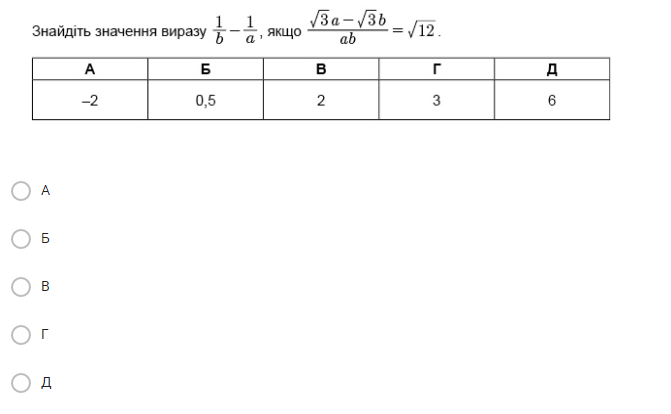 Знайдіть значення виразу 1/b − 1/a, якщо (√3a − √3b)/ab = √12.
А Б В Г Д
–2 0,5 2 3 6
А
Б
В
Г
Д